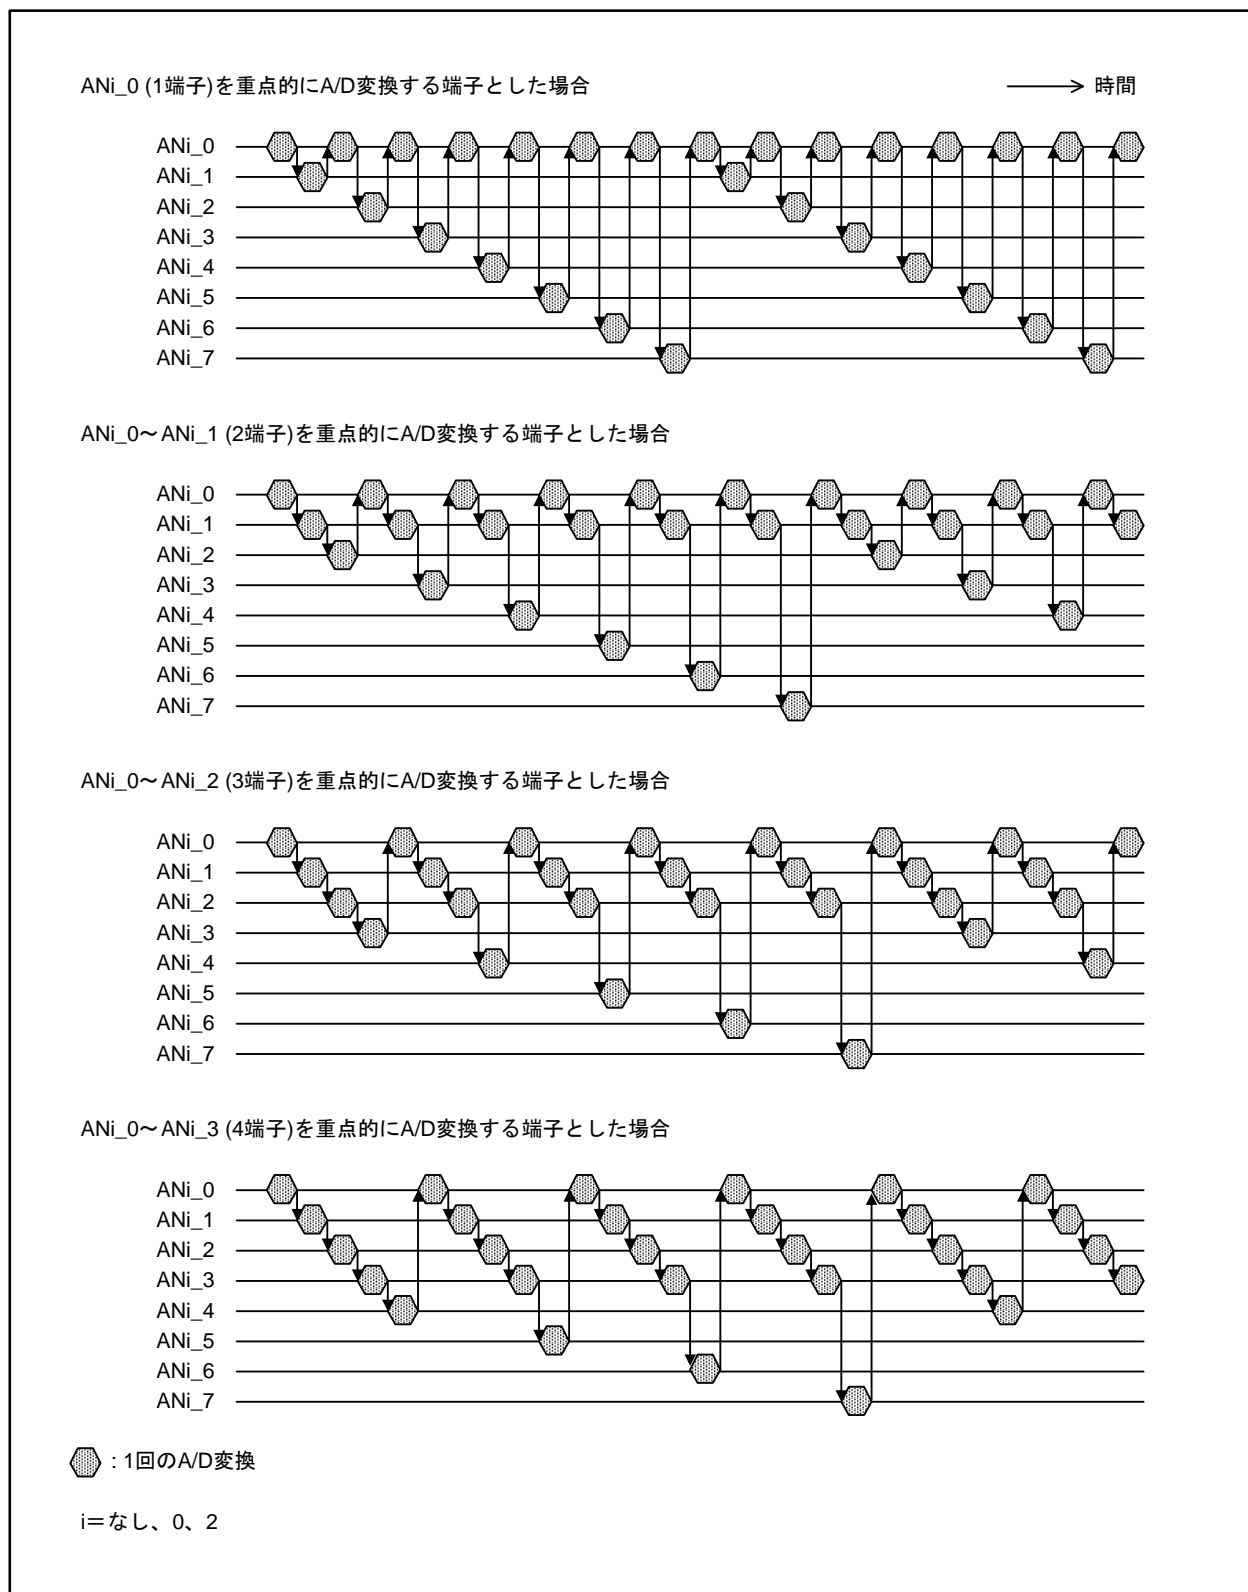 ANi_0 (1端子)を重点的にA/D変換する端子とした場合
時間
ANi_0
ANi_1
ANi_2
ANi_3
ANi_4
ANi_5
ANi_6
ANi_7
ANi_0～ANi_1 (2端子)を重点的にA/D変換する端子とした場合
ANi_0
ANi_1
ANi_2
ANi_3
ANi_4
ANi_5
ANi_6
ANi_7
ANi_0～ANi_2 (3端子)を重点的にA/D変換する端子とした場合
ANi_0
ANi_1
ANi_2
ANi_3
ANi_4
ANi_5
ANi_6
ANi_7
ANi_0～ANi_3 (4端子)を重点的にA/D変換する端子とした場合
ANi_0
ANi_1
ANi_2
ANi_3
ANi_4
ANi_5
ANi_6
ANi_7
: 1回のA/D変換
i＝なし、0、2